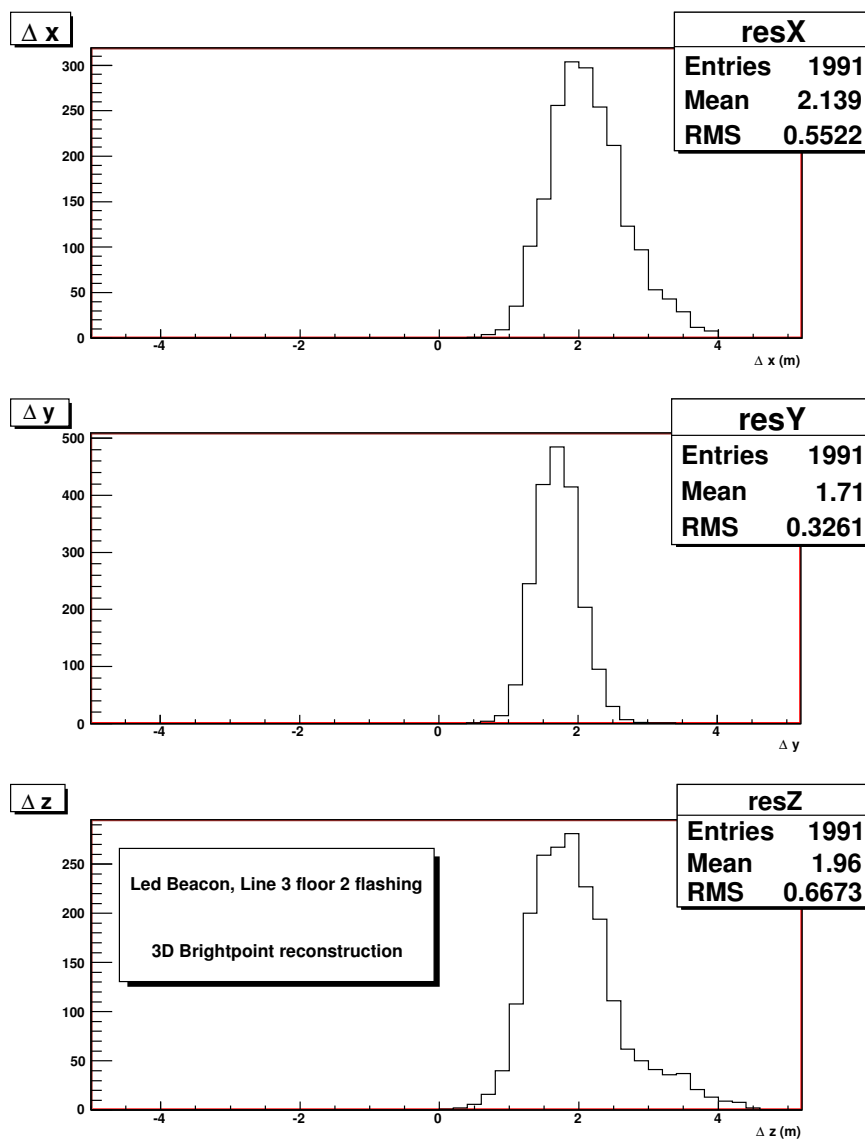 Δ x
resX
Entries 1991
Mean 2.139
RMS 0.5522
300
250
200
150
100
50
0
-4 -2 0 2 4
Δ x (m)
Δ y
resY
Entries 1991
Mean 1.71
RMS 0.3261
500
400
300
200
100
0
-4 -2 0 2 4
Δ y
Δ z
resZ
Entries 1991
Mean 1.96
RMS 0.6673
250
200
150
100
50
0
Led Beacon, Line 3 floor 2 flashing
3D Brightpoint reconstruction
-4 -2 0 2 4
Δ z (m)